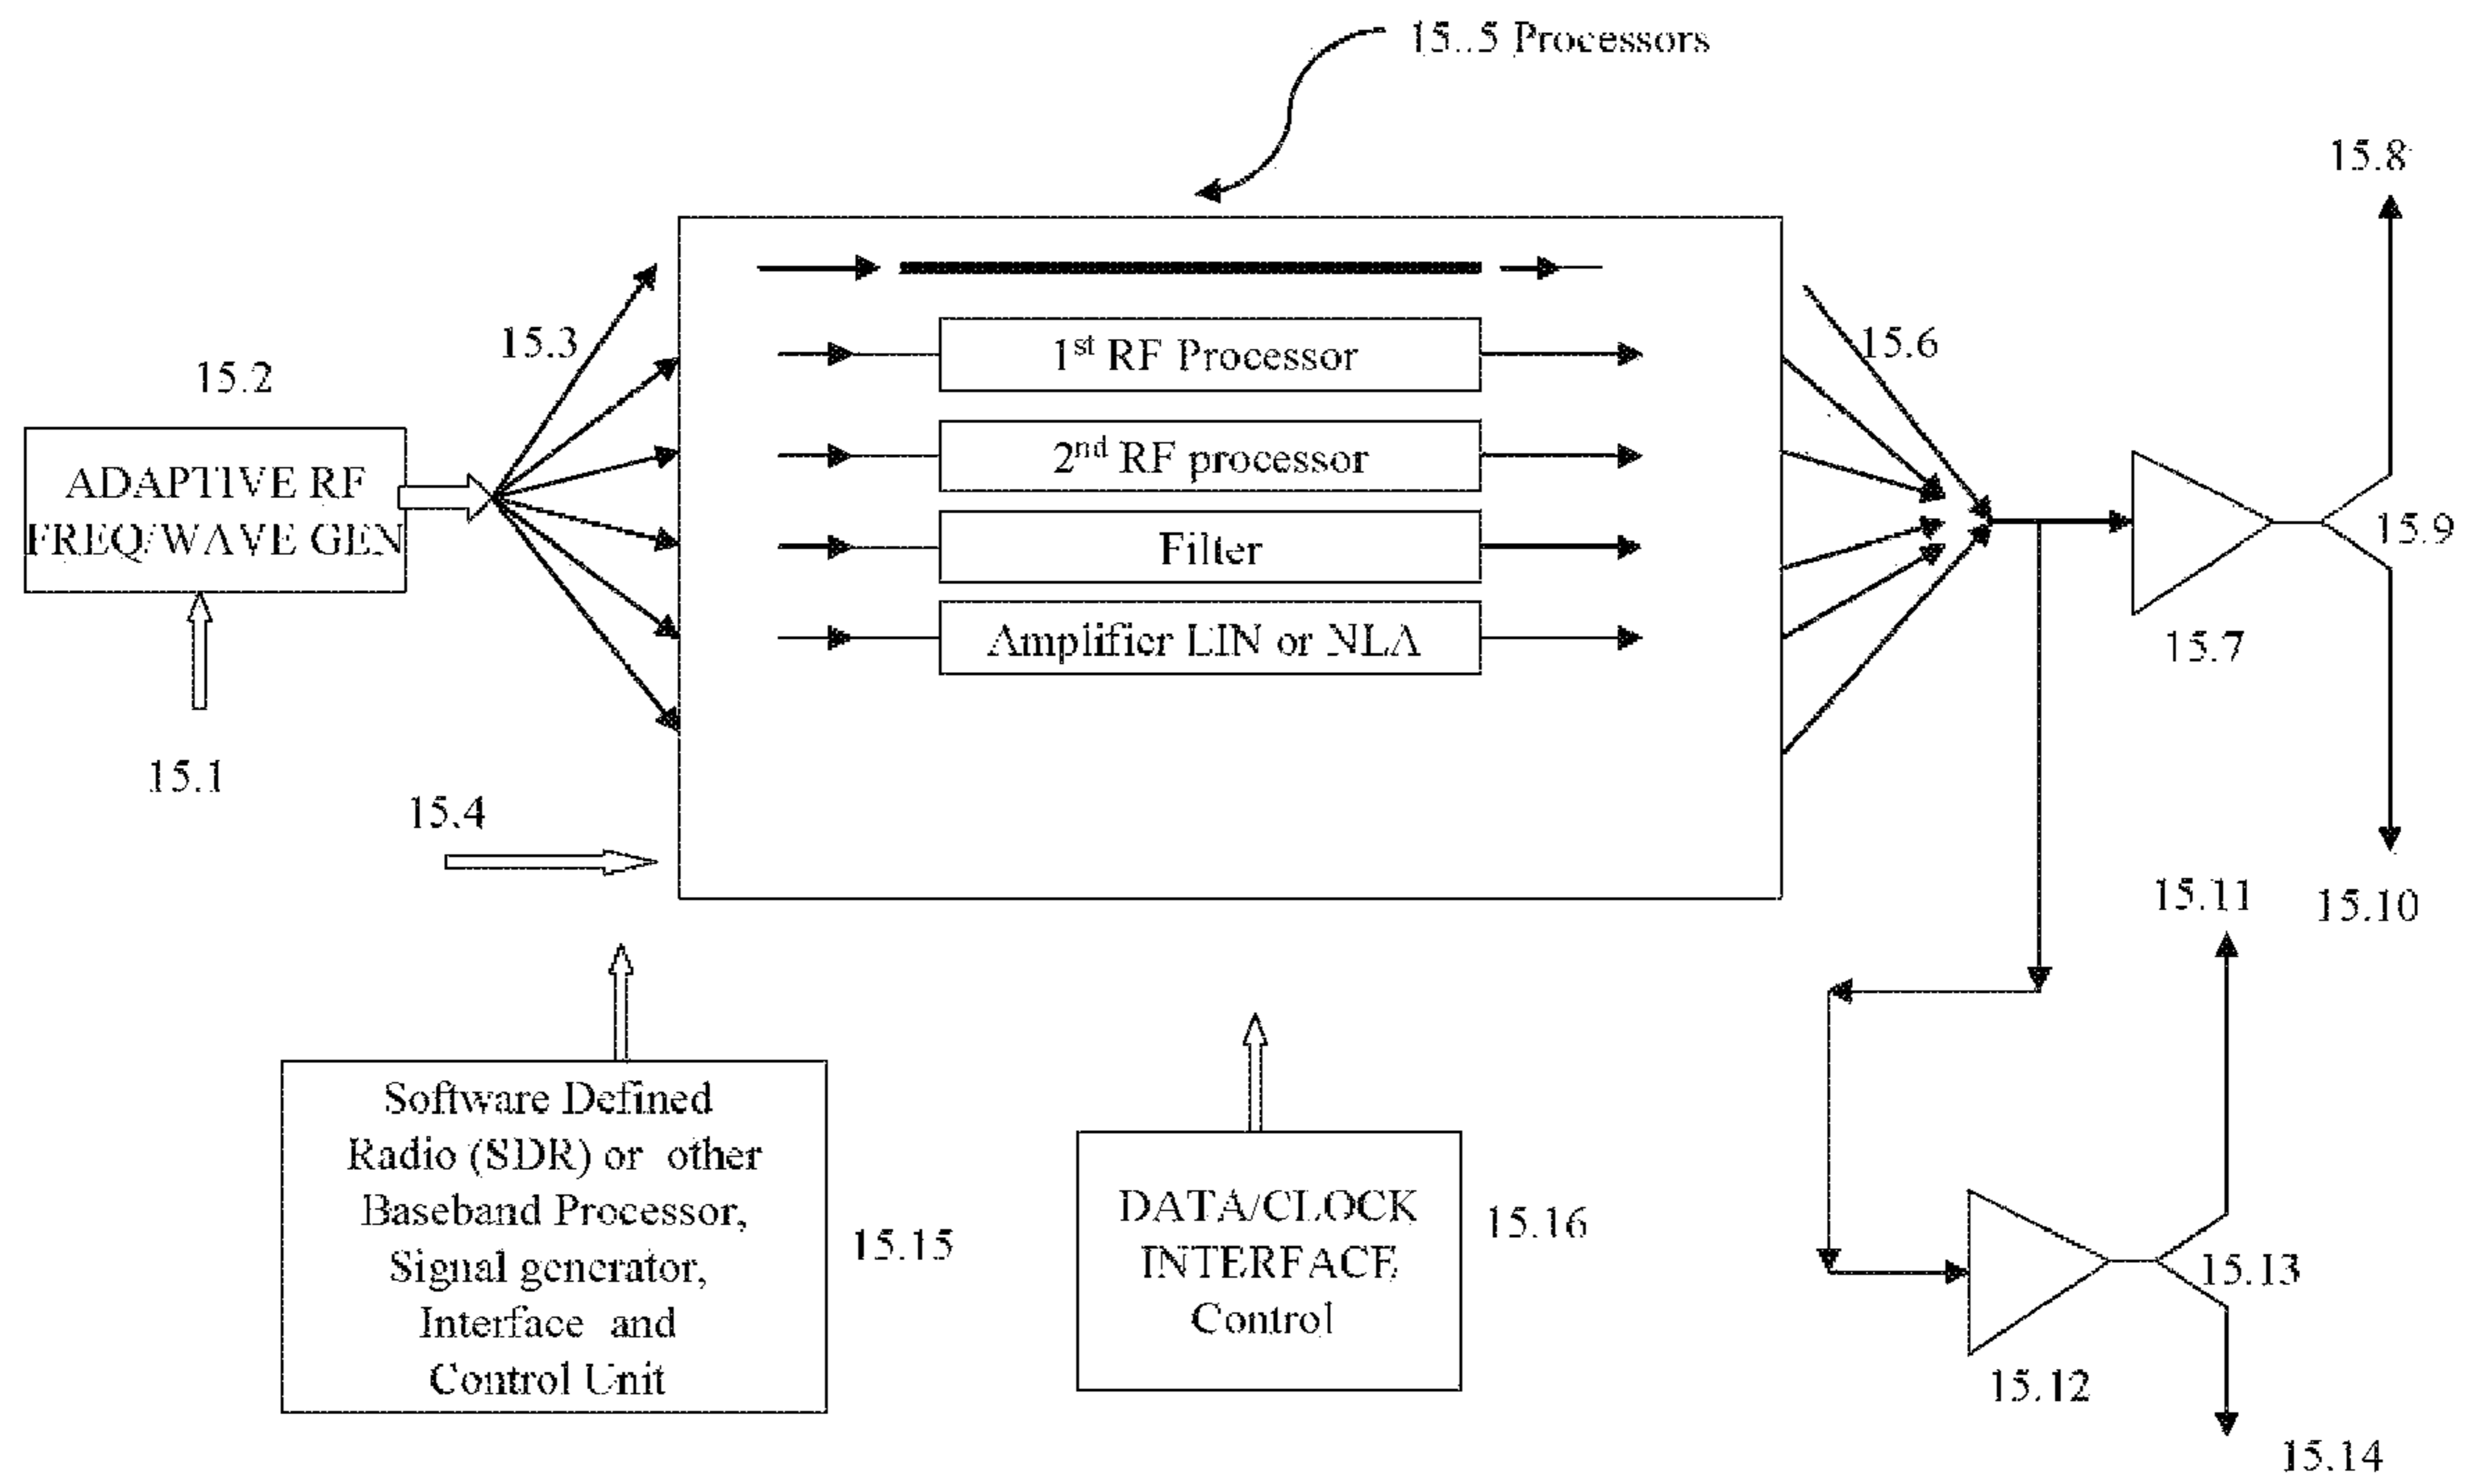 15..5 Processors
15.8
15.3
1st RF Processor
15.6
15.2
2nd RF processor
ADAPTIVE RF
FREQ/WAVE GEN
15.9
Filter
Amplifier LIN or NLA
15.7
15.1
15.4
15.11
15.10
Software Defined
Radio (SDR) or other
Baseband Processor,
Signal generator,
Interface and
Control Unit
15.15
DATA/CLOCK
INTERFACE
Control
15.16
15.13
15.12
15.14